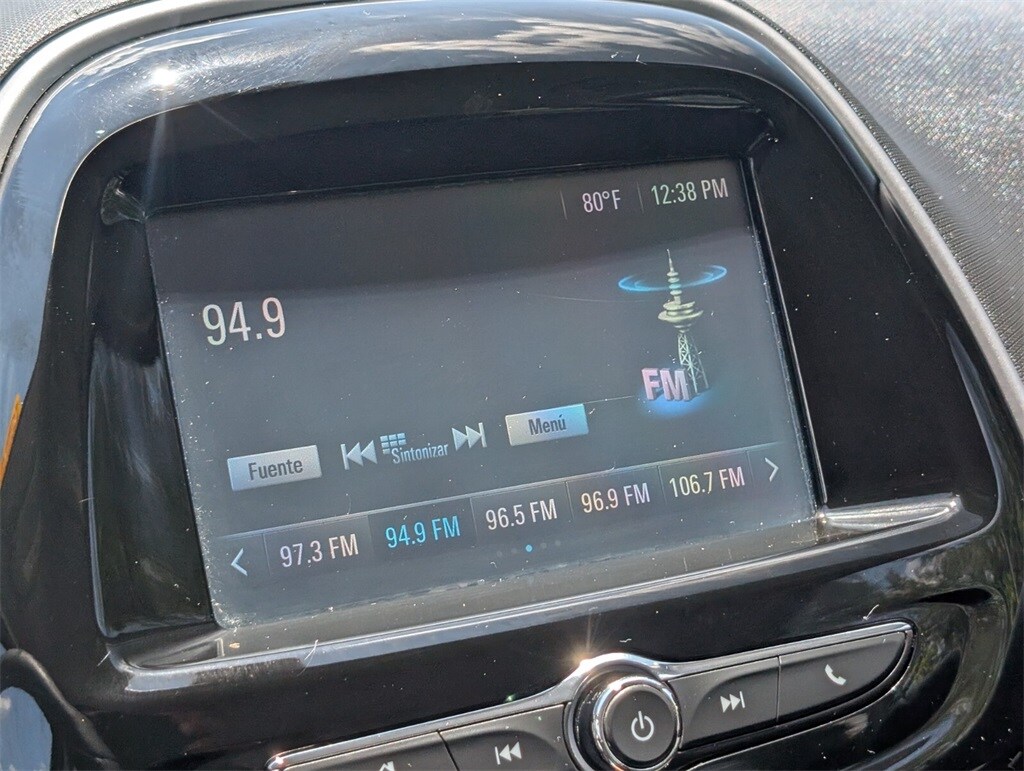 80°F 12:38 PM
94.9
FM
Fuente Sintonizar Menú
97.3 FM 94.9 FM 96.5 FM 96.9 FM 106.7 FM